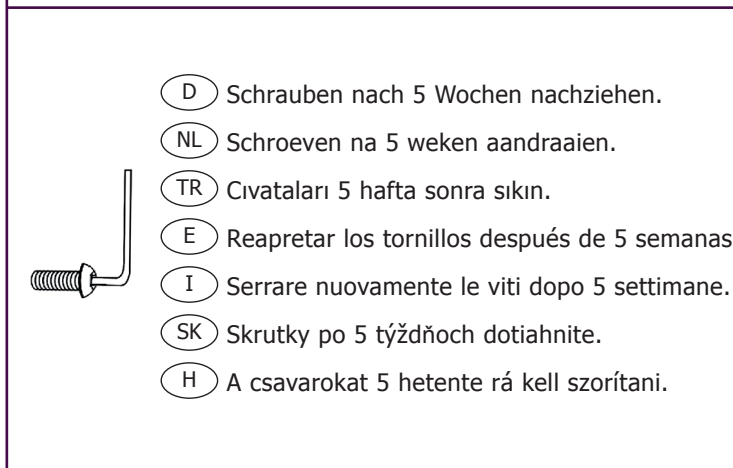 D Schrauben nach 5 Wochen nachziehen.
NL Schroeven na 5 weken aandraaien.
TR Cıvataları 5 hafta sonra sıkın.
E Reapretar los tornillos después de 5 semanas
I Serrare nuovamente le viti dopo 5 settimane.
SK Skrutky po 5 týždňoch dotiahnite.
H A csavarokat 5 hetente rá kell szorítani.